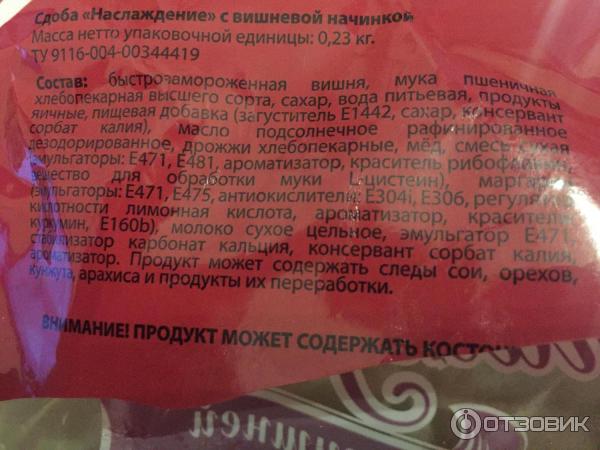 Сдоба «Наслаждение» с вишневой начинкой
Масса нетто упаковочной единицы: 0,23 кг.
ТУ 9116-004-00344419
Состав: быстрозамороженная вишня, мука пшеничная
хлебопекарная высшего сорта, сахар, вода питьевая, продукты
яичные, пищевая добавка (загуститель Е1442, сахар, консервант
сорбат калия), масло подсолнечное рафинированное
дезодорированное, дрожжи хлебопекарные, мёд, смесь сухая
(эмульгаторы: Е471, Е481, ароматизатор, краситель рибофлавин,
вещество для обработки муки L-цистеин), маргарин
(эмульгаторы: Е471, Е475, антиокислители: Е304i, Е306, регулятор
кислотности лимонная кислота, ароматизатор, красители
куркумин, Е160b), молоко сухое цельное, эмульгатор Е471,
стабилизатор карбонат кальция, консервант сорбат калия,
ароматизатор. Продукт может содержать следы сои, орехов,
кунжута, арахиса и продукты их переработки.
ВНИМАНИЕ! ПРОДУКТ МОЖЕТ СОДЕРЖАТЬ
ОТЗОВИК